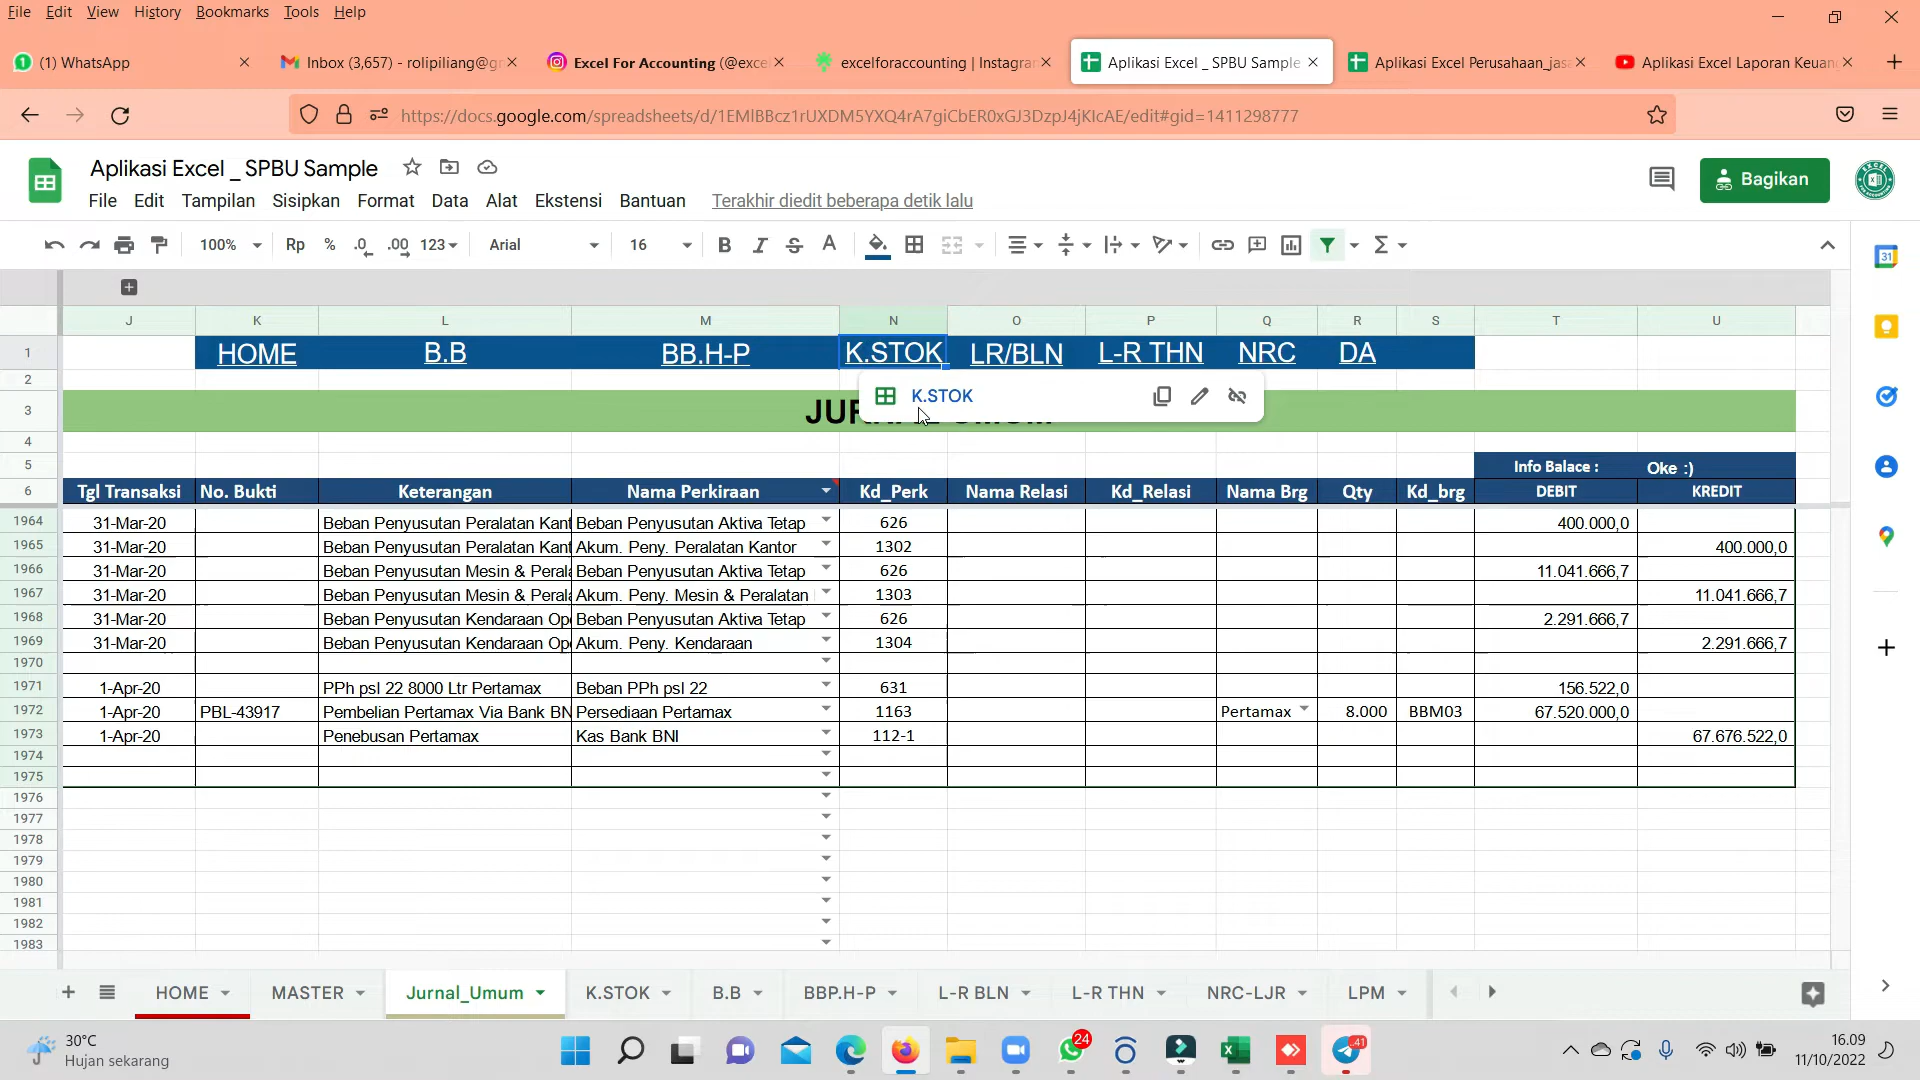 File Edit View History Bookmarks Tools Help
(1) WhatsApp
Inbox (3,657) - rolipiliang@g
Excel For Accounting (@exce
excelforaccounting | Instagra
Aplikasi Excel _ SPBU Sample
Aplikasi Excel Perusahaan_jas
Aplikasi Excel Laporan Keuan
https://docs.google.com/spreadsheets/d/1EMlBBcz1rUXDM5YXQ4rA7giCbER0xGJ3DzpJ4jKIcAE/edit#gid=1411298777
Aplikasi Excel _ SPBU Sample
File Edit Tampilan Sisipkan Format Data Alat Ekstensi Bantuan Terakhir diedit beberapa detik lalu
Bagikan
100% Rp % .0 .00 123 Arial 16 B I S A
31
J K L M N O P Q R S T U
1 HOME B.B BB.H-P K.STOK LR/BLN L-R THN NRC DA
2
K.STOK
3
4
5 Info Balace : Oke :)
6 Tgl Transaksi No. Bukti Keterangan Nama Perkiraan Kd_Perk Nama Relasi Kd_Relasi Nama Brg Qty Kd_brg DEBIT KREDIT
1964 31-Mar-20 Beban Penyusutan Peralatan Kant Beban Penyusutan Aktiva Tetap 626 400.000,0
1965 31-Mar-20 Beban Penyusutan Peralatan Kant Akum. Peny. Peralatan Kantor 1302 400.000,0
1966 31-Mar-20 Beban Penyusutan Mesin & Perala Beban Penyusutan Aktiva Tetap 626 11.041.666,7
1967 31-Mar-20 Beban Penyusutan Mesin & Perala Akum. Peny. Mesin & Peralatan 1303 11.041.666,7
1968 31-Mar-20 Beban Penyusutan Kendaraan Op Beban Penyusutan Aktiva Tetap 626 2.291.666,7
1969 31-Mar-20 Beban Penyusutan Kendaraan Op Akum. Peny. Kendaraan 1304 2.291.666,7
1970
1971 1-Apr-20 PPh psl 22 8000 Ltr Pertamax Beban PPh psl 22 631 156.522,0
1972 1-Apr-20 PBL-43917 Pembelian Pertamax Via Bank BN Persediaan Pertamax 1163 Pertamax 8.000 BBM03 67.520.000,0
1973 1-Apr-20 Penebusan Pertamax Kas Bank BNI 112-1 67.676.522,0
1974
1975
1976
1977
1978
1979
1980
1981
1982
1983
HOME MASTER Jurnal_Umum K.STOK B.B BBP.H-P L-R BLN L-R THN NRC-LJR LPM
30°C
Hujan sekarang
24
41
16.09
11/10/2022